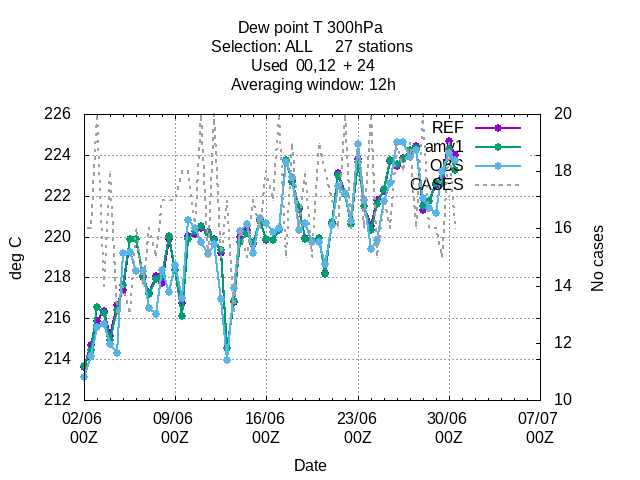 Dew point T 300hPa
Selection: ALL 27 stations
Used 00,12 + 24
Averaging window: 12h
226
224
222
220
218
216
214
212
deg C
20
18
16
14
12
10
No cases
REF
amv1
OBS
CASES
02/06 09/06 16/06 23/06 30/06 07/07
00Z 00Z 00Z 00Z 00Z 00Z
Date